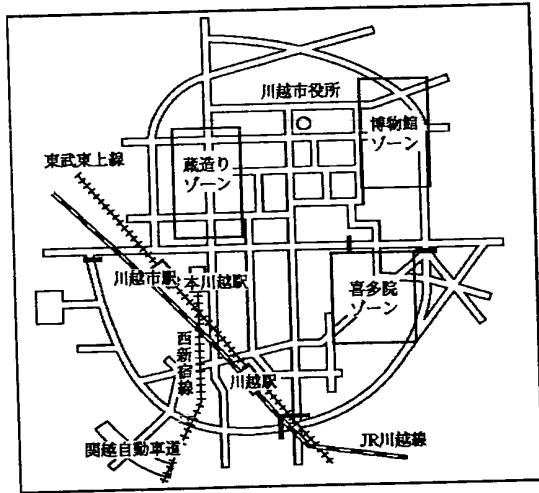 川越市役所
博物館
ゾーン
東武東上線
蔵造り
ゾーン
川越市駅
本川越駅
喜多院
ゾーン
西新宿線
川越駅
関越自動車道
JR川越線